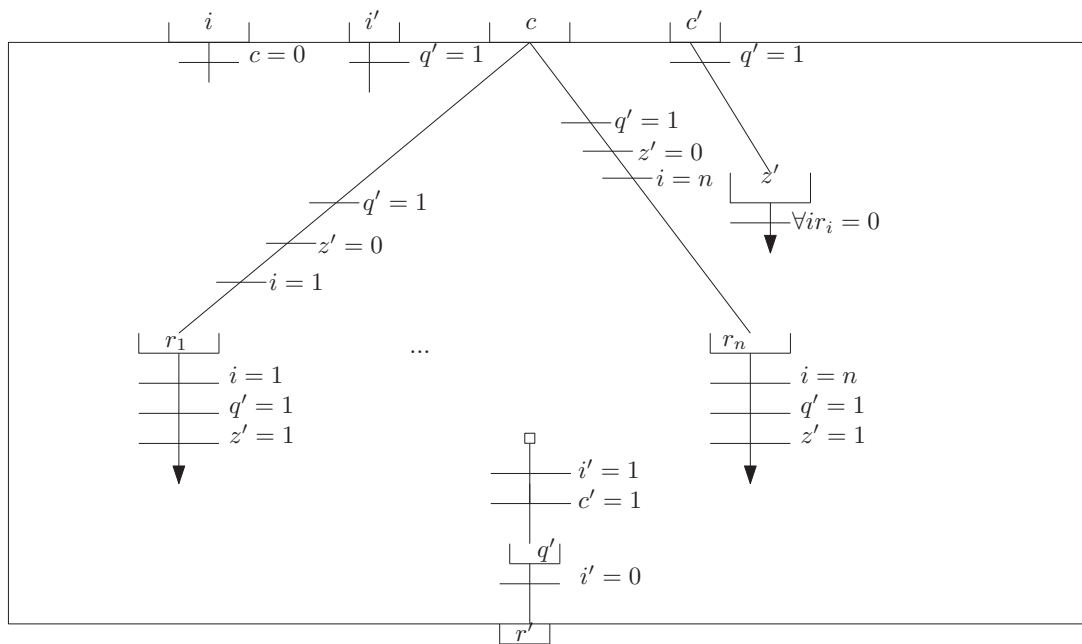 i i' c c'
c = 0 q' = 1 q' = 1
q' = 1
z' = 0
i = n z'
q' = 1 ∀ir_i = 0
z' = 0
i = 1
r_1 ... r_n
i = 1 i = n
q' = 1 q' = 1
z' = 1 z' = 1
i' = 1
c' = 1
q'
i' = 0
r'